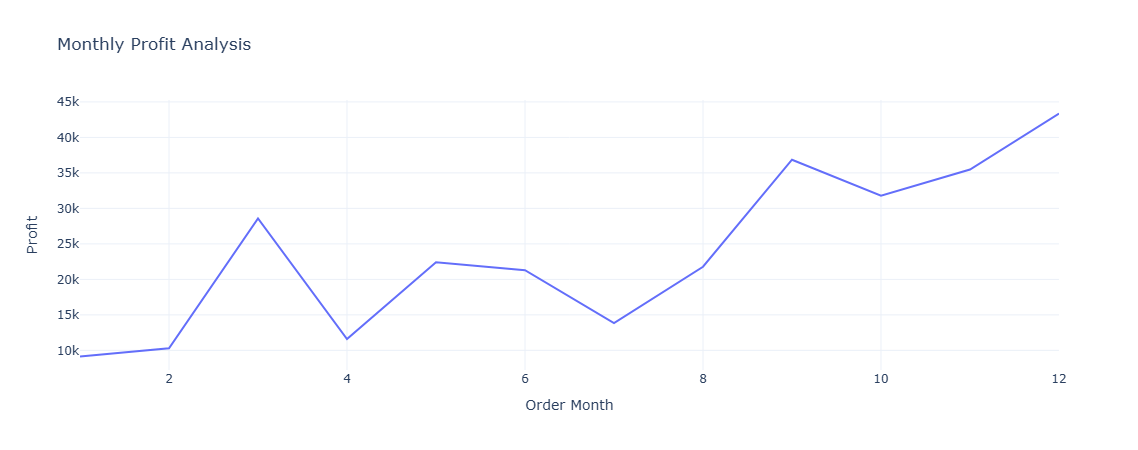 Monthly Profit Analysis
45k
40k
35k
30k
25k
20k
15k
10k
Profit
2 4 6 8 10 12
Order Month